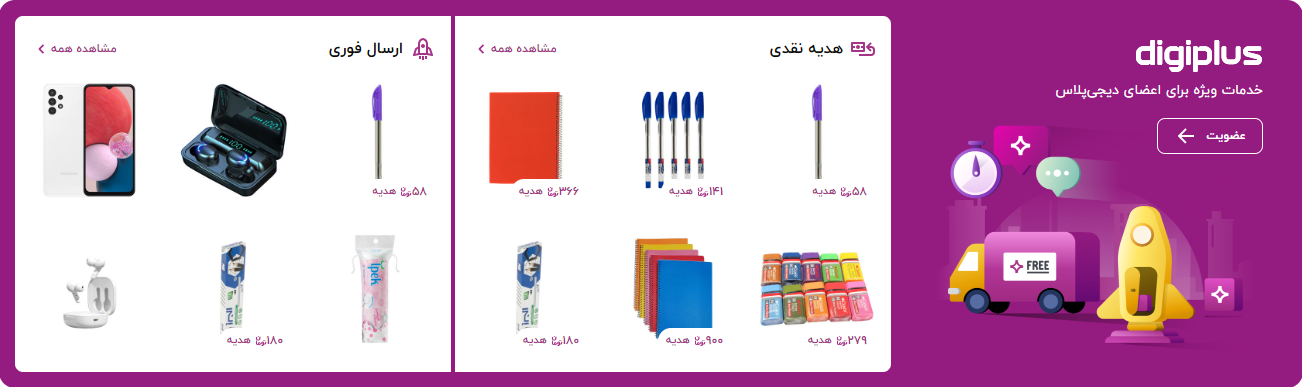 digiplus
خدمات ویژه برای اعضای دیجی‌پلاس
عضویت
FREE
هدیه نقدی
مشاهده همه
۵۸ تومان هدیه
۱۴۱ تومان هدیه
۳۶۶ تومان هدیه
۲۷۹ تومان هدیه
۹۰۰ تومان هدیه
۱۸۰ تومان هدیه
ارسال فوری
مشاهده همه
۵۸ تومان هدیه
Ipek
۱۸۰ تومان هدیه